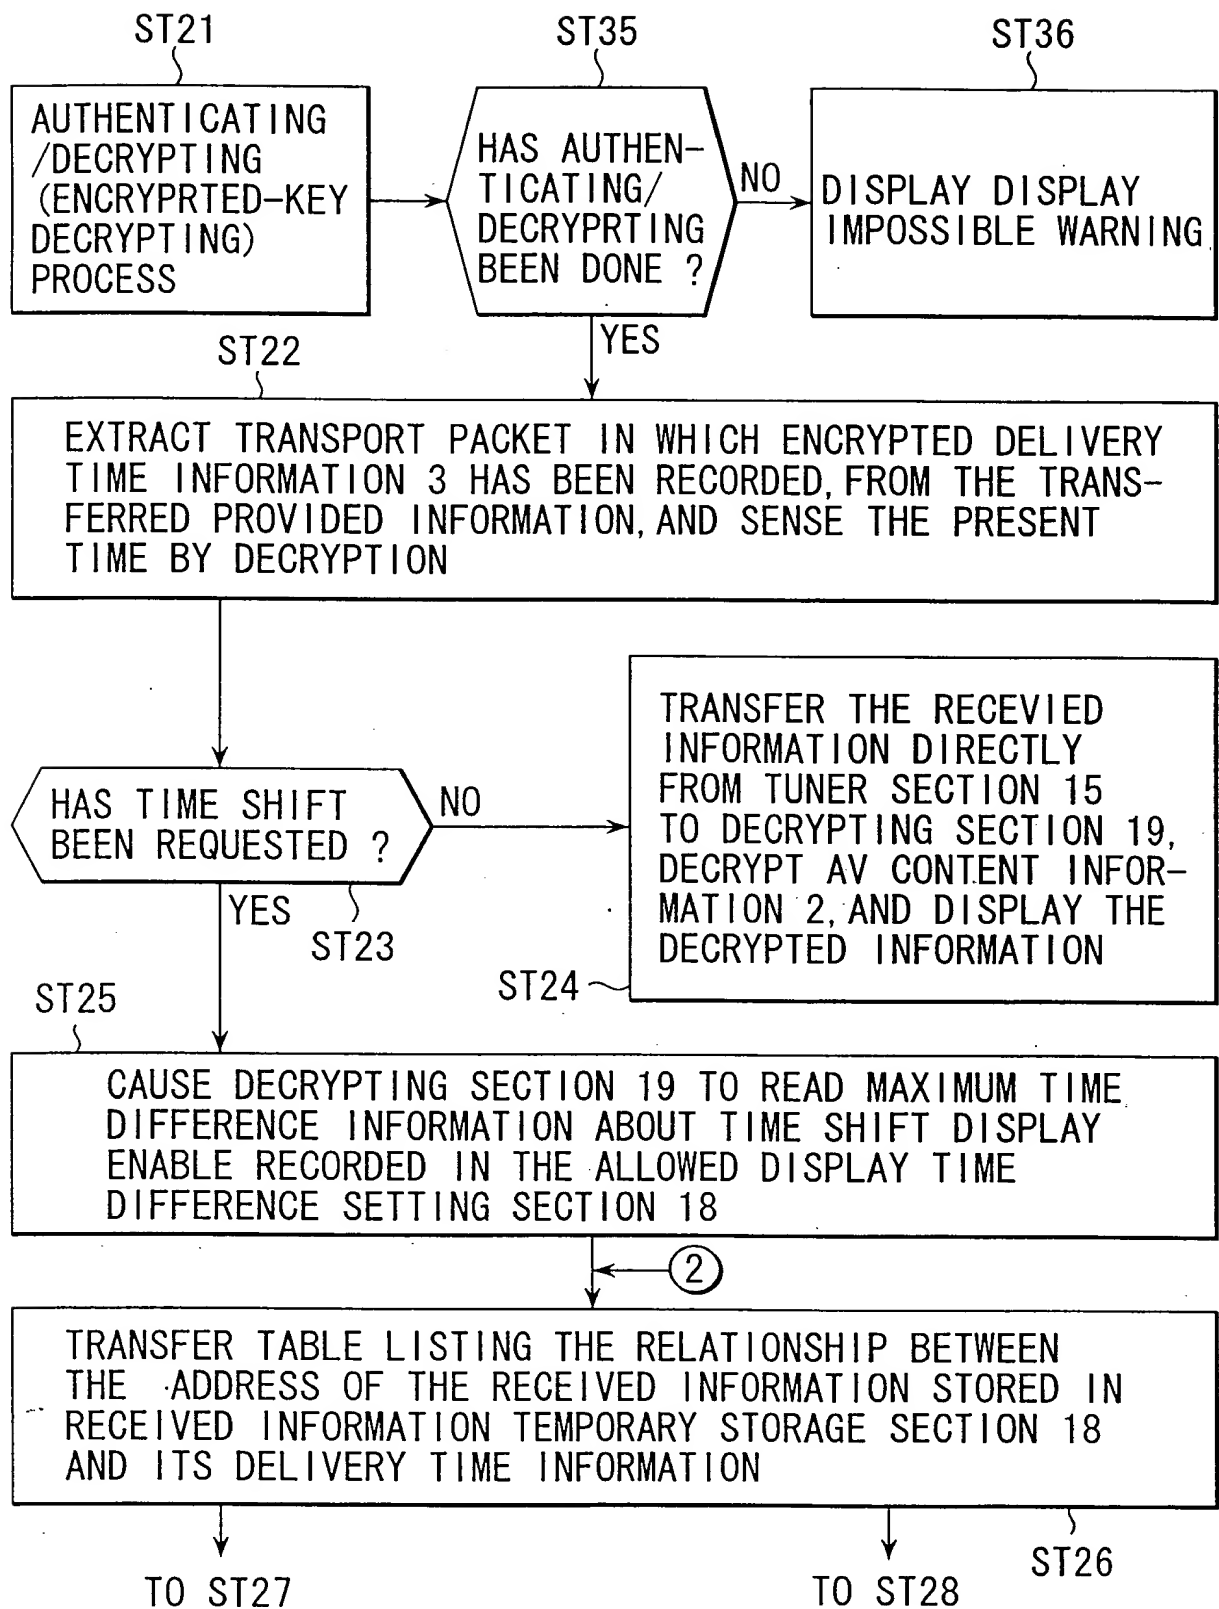 ST21
AUTHENTICATING
/DECRYPTING
(ENCRYPRTED-KEY
DECRYPTING)
PROCESS
ST35
HAS AUTHEN-
TICATING/
DECRYPRTING
BEEN DONE ?
NO
ST36
DISPLAY DISPLAY
IMPOSSIBLE WARNING
YES
ST22
EXTRACT TRANSPORT PACKET IN WHICH ENCRYPTED DELIVERY
TIME INFORMATION 3 HAS BEEN RECORDED, FROM THE TRANS-
FERRED PROVIDED INFORMATION, AND SENSE THE PRESENT
TIME BY DECRYPTION
HAS TIME SHIFT
BEEN REQUESTED ?
NO
YES
ST23
TRANSFER THE RECEVIED
INFORMATION DIRECTLY
FROM TUNER SECTION 15
TO DECRYPTING SECTION 19,
DECRYPT AV CONTENT INFOR-
MATION 2, AND DISPLAY THE
DECRYPTED INFORMATION
ST24
ST25
CAUSE DECRYPTING SECTION 19 TO READ MAXIMUM TIME
DIFFERENCE INFORMATION ABOUT TIME SHIFT DISPLAY
ENABLE RECORDED IN THE ALLOWED DISPLAY TIME
DIFFERENCE SETTING SECTION 18
2
TRANSFER TABLE LISTING THE RELATIONSHIP BETWEEN
THE ADDRESS OF THE RECEIVED INFORMATION STORED IN
RECEIVED INFORMATION TEMPORARY STORAGE SECTION 18
AND ITS DELIVERY TIME INFORMATION
ST26
TO ST27
TO ST28